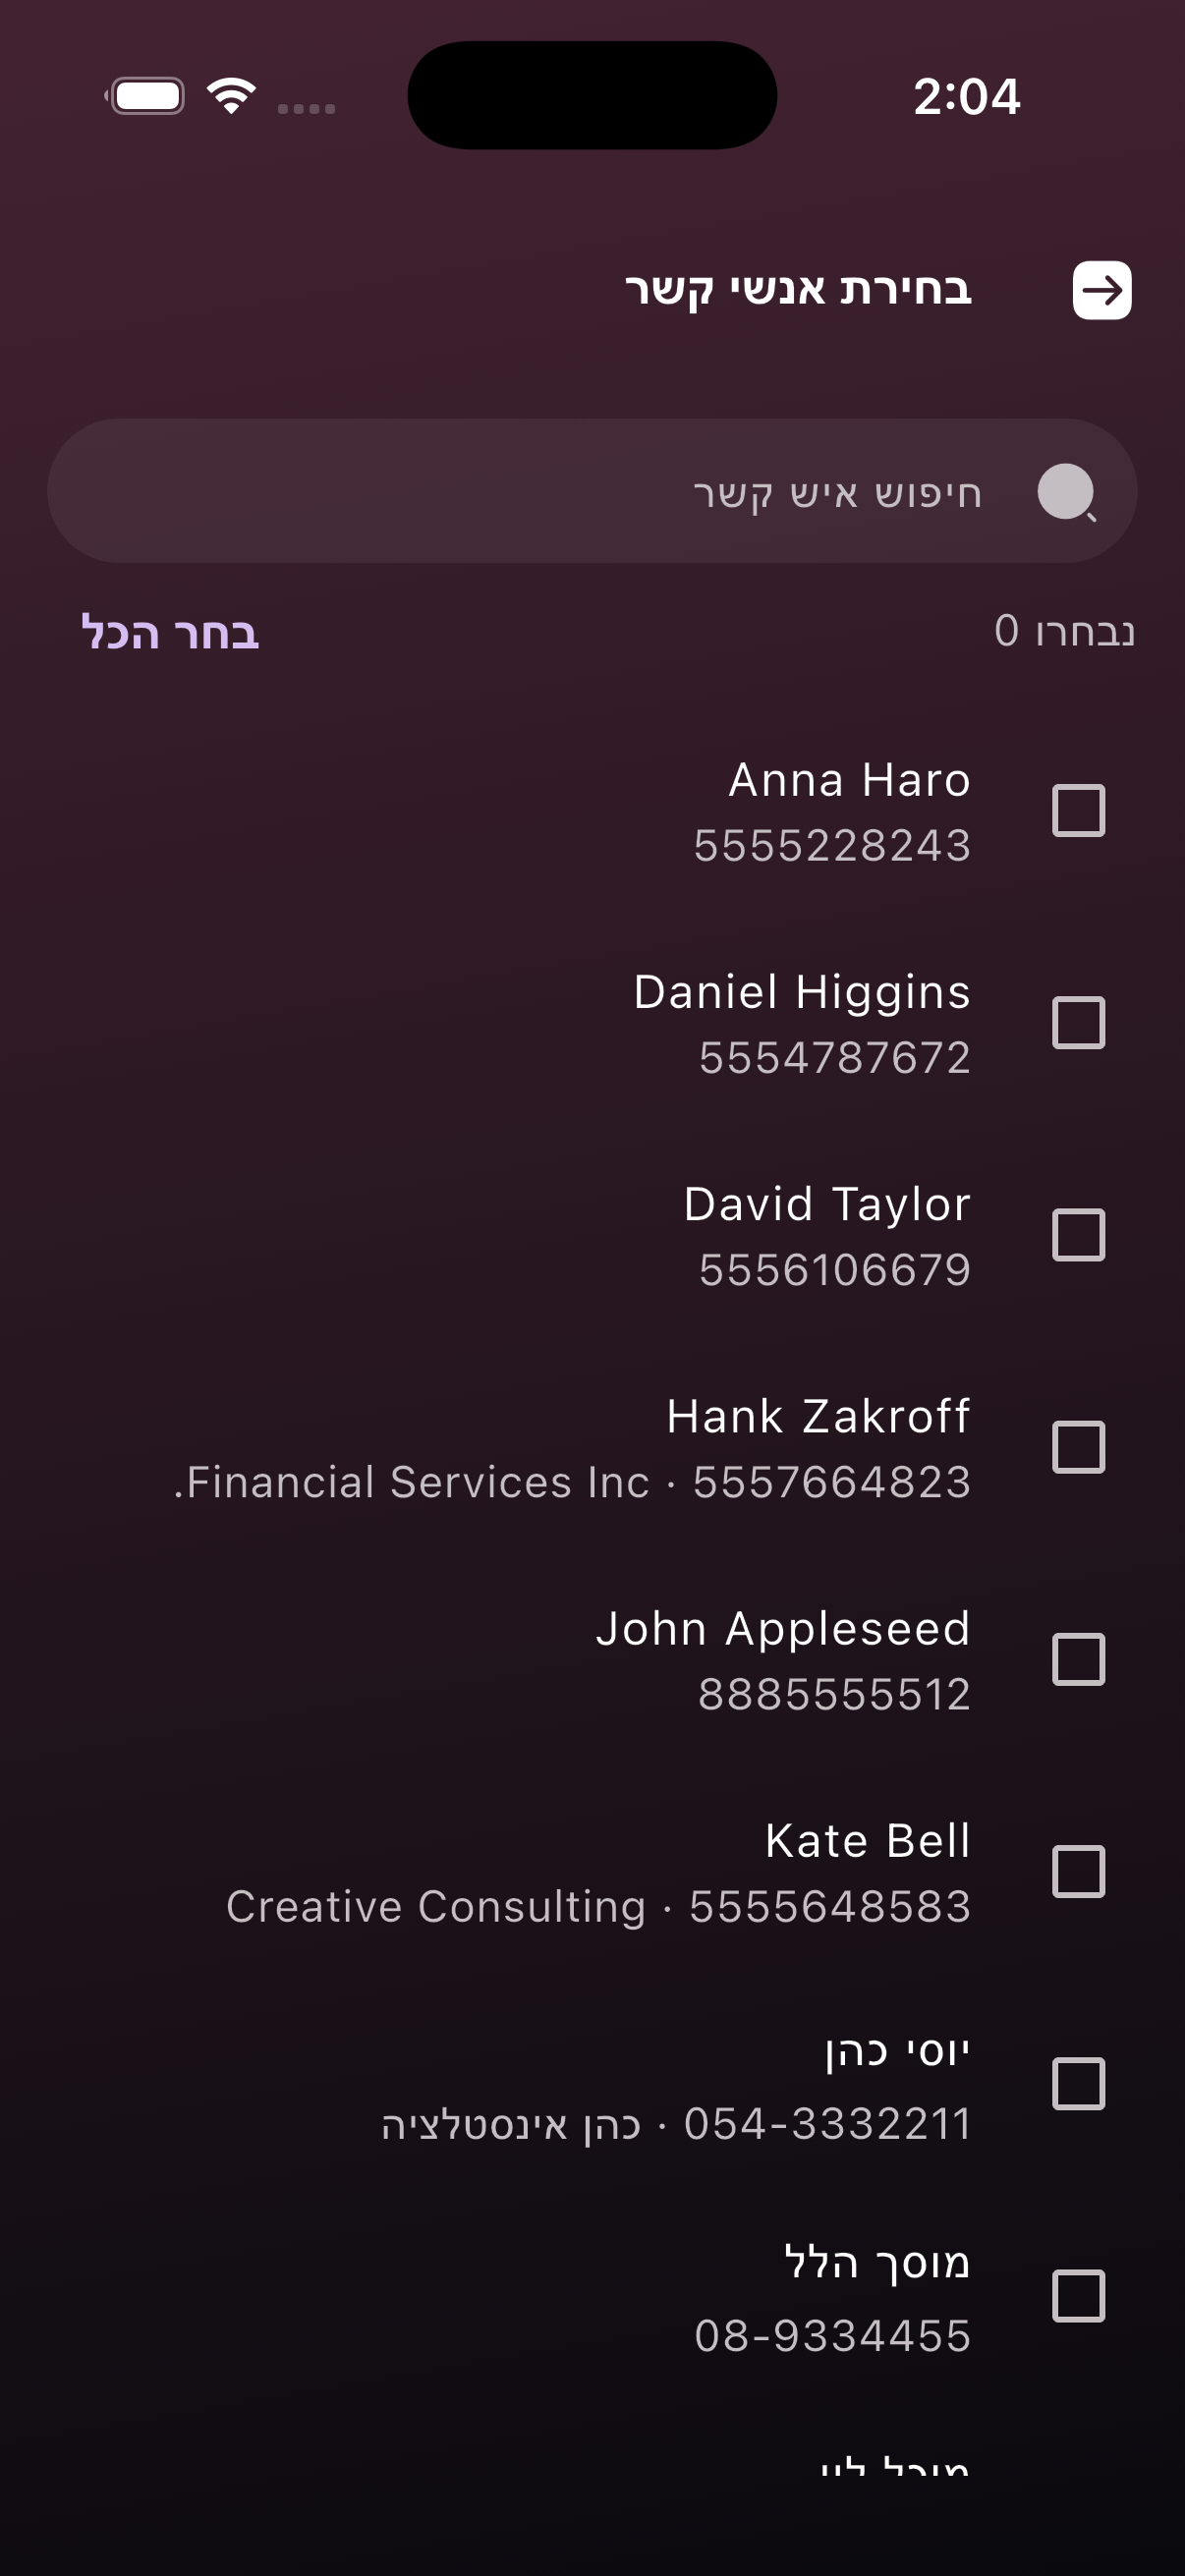 2:04
בחירת אנשי קשר
חיפוש איש קשר
נבחרו 0
בחר הכל
Anna Haro
5555228243
Daniel Higgins
5554787672
David Taylor
5556106679
Hank Zakroff
5557664823 · Financial Services Inc.
John Appleseed
8885555512
Kate Bell
5555648583 · Creative Consulting
יוסי כהן
054-3332211 · כהן אינסטלציה
מוסך הלל
08-9334455